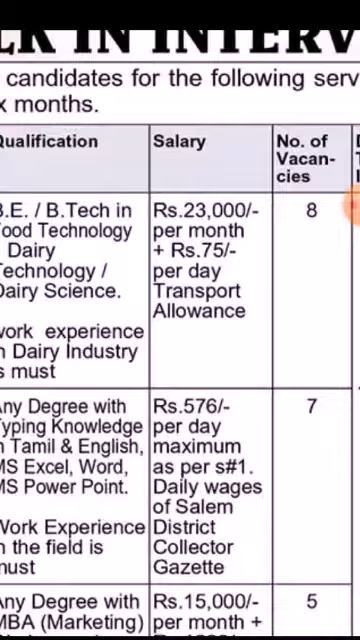 LK IN INTERV
candidates for the following serv
x months.
Qualification
Salary
No. of
Vacan-
cies
B.E. / B.Tech in
Food Technology
Dairy
Technology /
Dairy Science.
work experience
n Dairy Industry
s must
Rs.23,000/-
per month
+ Rs.75/-
per day
Transport
Allowance
8
Any Degree with
Typing Knowledge
n Tamil & English,
MS Excel, Word,
MS Power Point.
Work Experience
n the field is
must
Rs.576/-
per day
maximum
as per s#1.
Daily wages
of Salem
District
Collector
Gazette
7
Any Degree with
MBA (Marketing)
Rs.15,000/-
per month +
5